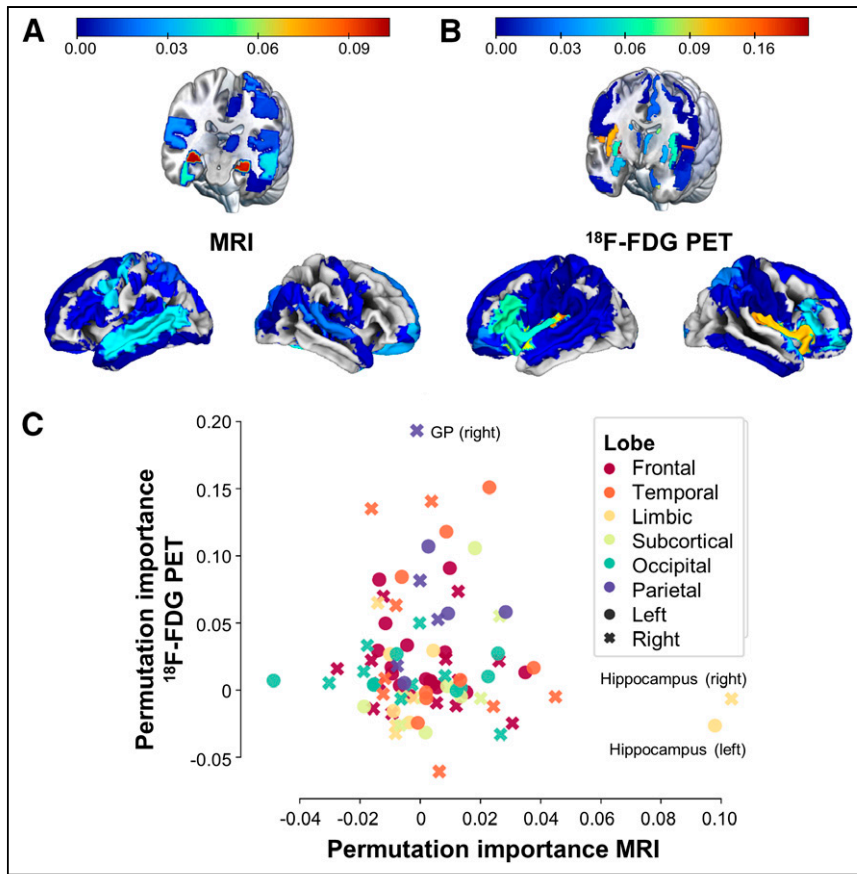 A
0.00 0.03 0.06 0.09
B
0.00 0.03 0.06 0.09 0.16
MRI
¹⁸F-FDG PET
C
Permutation importance
¹⁸F-FDG PET
0.20
0.15
0.10
0.05
0
-0.05
GP (right)
Lobe
Frontal
Temporal
Limbic
Subcortical
Occipital
Parietal
Left
Right
Hippocampus (right)
Hippocampus (left)
-0.04 -0.02 0 0.02 0.04 0.06 0.08 0.10
Permutation importance MRI